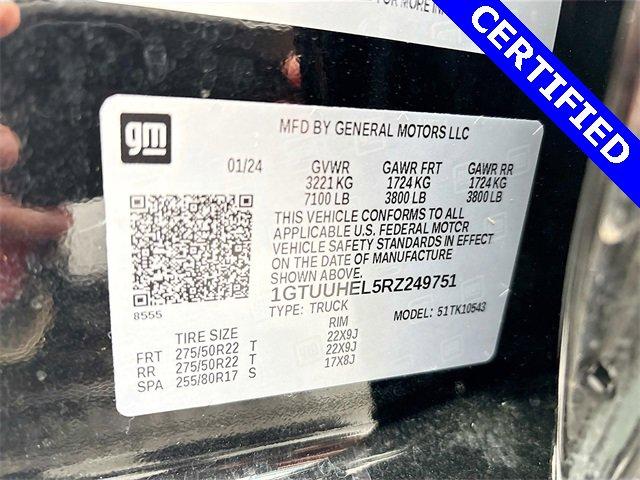 FOR MORE IN
CERTIFIED
gm
MFD BY GENERAL MOTORS LLC
01/24 GVWR GAWR FRT GAWR RR
3221 KG 1724 KG 1724 KG
7100 LB 3800 LB 3800 LB
THIS VEHICLE CONFORMS TO ALL
APPLICABLE U.S. FEDERAL MOTOR
VEHICLE SAFETY STANDARDS IN EFFECT
ON THE DATE OF MANUFACTURE
SHOWN ABOVE.
1GTUUHEL5RZ249751
8555
TYPE: TRUCK MODEL: 51TK10543
TIRE SIZE RIM
FRT 275/50R22 T 22X9J
RR 275/50R22 T 22X9J
SPA 255/80R17 S 17X8J